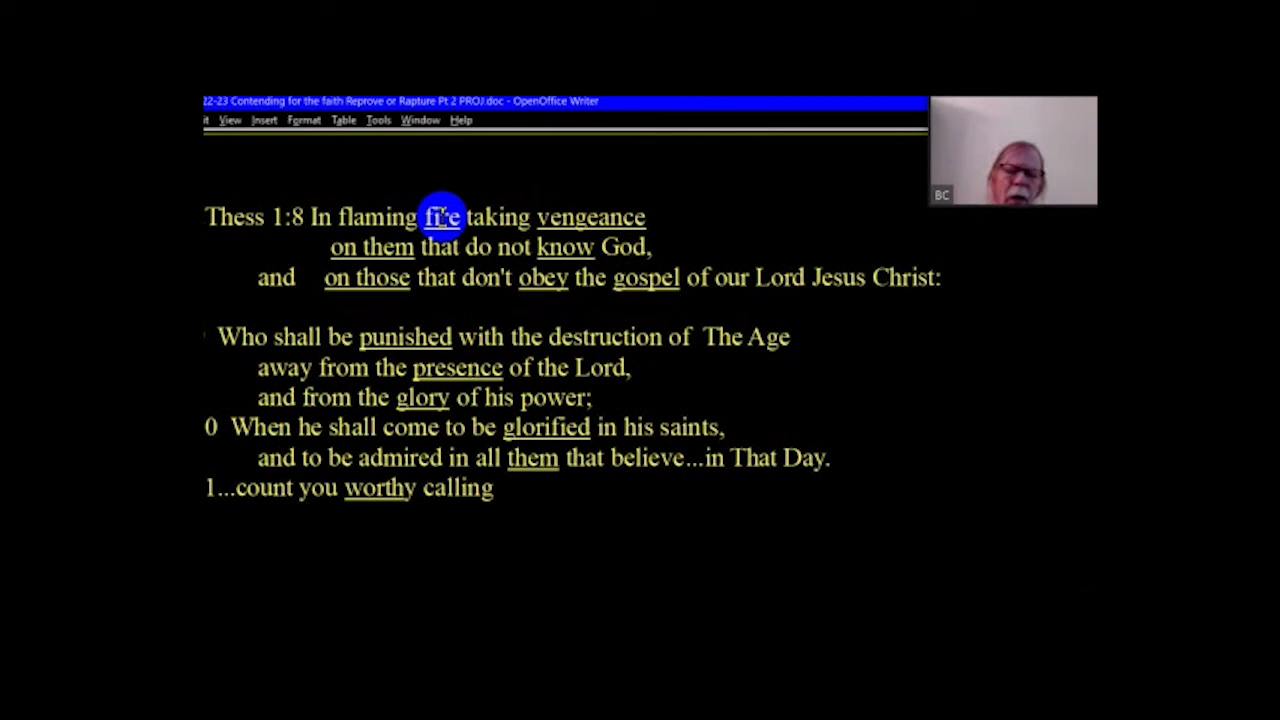 22-23 Contending for the faith Reprove or Rapture Pt 2 PROJ.doc - OpenOffice Writer
it View Insert Format Table Tools Window Help
BC
Thess 1:8 In flaming fire taking vengeance
on them that do not know God,
and on those that don't obey the gospel of our Lord Jesus Christ:
Who shall be punished with the destruction of The Age
away from the presence of the Lord,
and from the glory of his power;
0 When he shall come to be glorified in his saints,
and to be admired in all them that believe...in That Day.
1...count you worthy calling